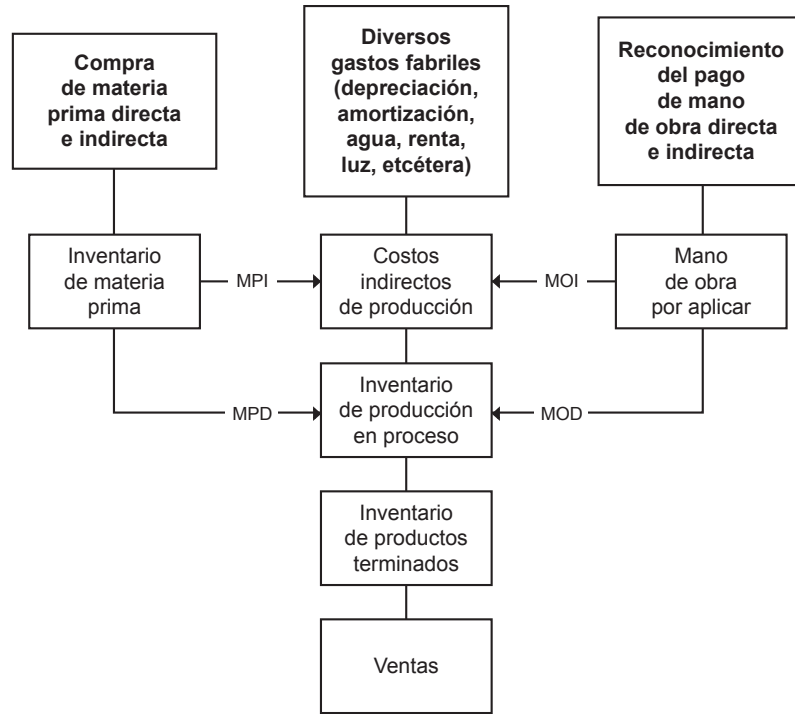 Compra
de materia
prima directa
e indirecta
Diversos
gastos fabriles
(depreciación,
amortización,
agua, renta,
luz, etcétera)
Reconocimiento
del pago
de mano
de obra directa
e indirecta
Inventario
de materia
prima
MPI
Costos
indirectos
de producción
MOI
Mano
de obra
por aplicar
MPD
Inventario
de producción
en proceso
MOD
Inventario
de productos
terminados
Ventas